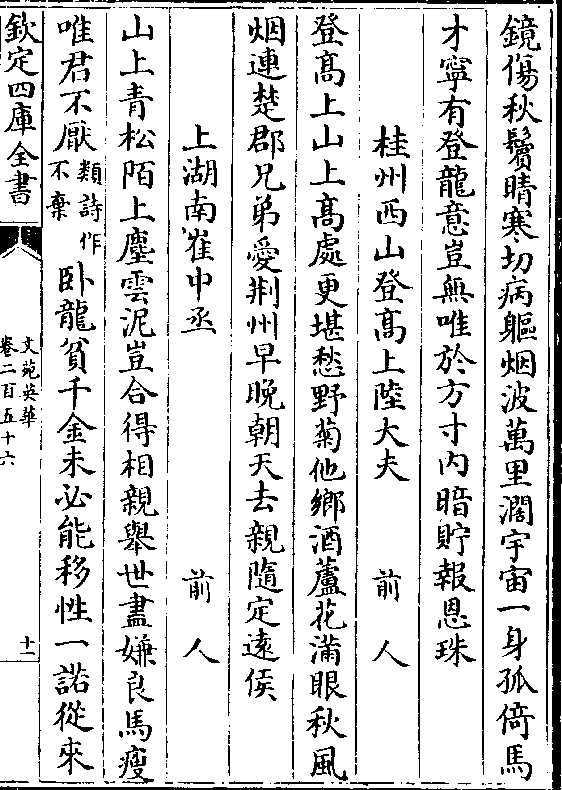 鏡傷秋鬢晴寒切病軀烟波萬里濶宇宙一身孤倚馬
才寧有登龍意豈無唯於方寸内暗貯報恩珠
桂州西山登髙上陸大夫 前人
登髙上山上髙處更堪愁野菊他鄉酒蘆花滿眼秋風
烟連楚郡兄弟愛荆州早晩朝天去親隨定遠侯
上湖南崔中丞 前人
山上青松陌上塵雲泥豈合得相親舉世盡嫌良馬瘦
唯君不厭類詩作不棄卧龍貧千金未必能移性一諾從來
欽定四庫全書
文苑英華
卷二百五十六
十一